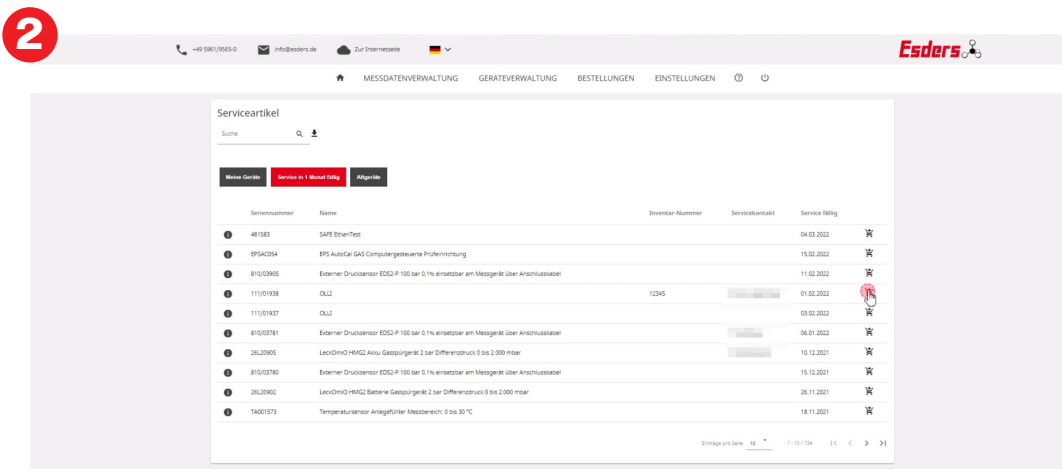 2
+49 5961/9565-0 info@esders.de Zur Internetseite Esders
MESSDATENVERWALTUNG GERÄTEVERWALTUNG BESTELLUNGEN EINSTELLUNGEN
Serviceartikel
Suche
Meine Geräte Service in 1 Monat fällig Altgeräte
Seriennummer Name Inventar-Nummer Servicekontakt Service fällig
481583 SAFE EthanTest 04.03.2022
EPSAC054 EPS AutoCal GAS Computergesteuerte Prüfeinrichtung 15.02.2022
810/03905 Externer Drucksensor EDS2-P 100 bar 0,1% einsetzbar am Messgerät über Anschlusskabel 11.02.2022
111/01938 OLLI 12345 01.02.2022
111/01937 OLLI 03.02.2022
810/03781 Externer Drucksensor EDS2-P 100 bar 0,1% einsetzbar am Messgerät über Anschlusskabel 06.01.2022
26L20905 LeckOmiO HMG2 Akku Gasspürgerät 2 bar Differenzdruck 0 bis 2.000 mbar 10.12.2021
810/03780 Externer Drucksensor EDS2-P 100 bar 0,1% einsetzbar am Messgerät über Anschlusskabel 15.12.2021
26L20902 LeckOmiO HMG2 Batterie Gasspürgerät 2 bar Differenzdruck 0 bis 2.000 mbar 26.11.2021
TA001573 Temperatursensor Anlegefühler Messbereich: 0 bis 30 °C 18.11.2021
Einträge pro Seite 10 1 - 10 / 734